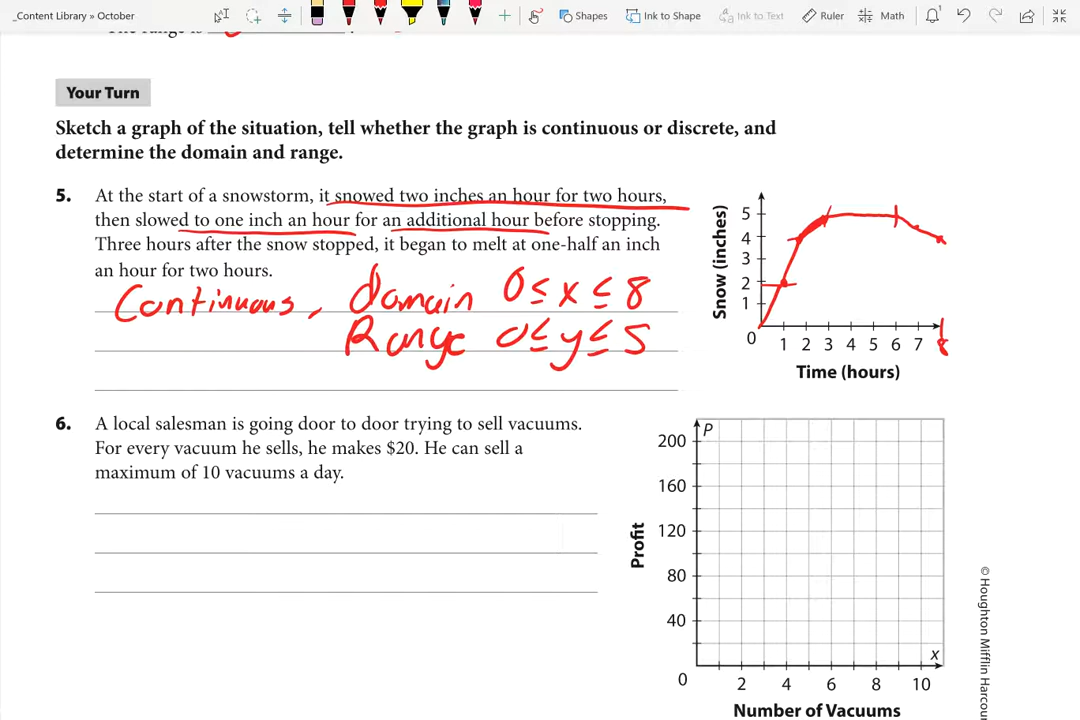 _Content Library » October
Shapes Ink to Shape Ink to Text Ruler Math
Your Turn
Sketch a graph of the situation, tell whether the graph is continuous or discrete, and
determine the domain and range.
5. At the start of a snowstorm, it snowed two inches an hour for two hours,
then slowed to one inch an hour for an additional hour before stopping.
Three hours after the snow stopped, it began to melt at one-half an inch
an hour for two hours.
Continuous, domain 0 ≤ x ≤ 8
Range 0 ≤ y ≤ 5
Snow (inches)
5
4
3
2
1
0
1 2 3 4 5 6 7 8
Time (hours)
6. A local salesman is going door to door trying to sell vacuums.
For every vacuum he sells, he makes $20. He can sell a
maximum of 10 vacuums a day.
P
200
160
120
80
40
0
Profit
x
2 4 6 8 10
Number of Vacuums
© Houghton Mifflin Harcou